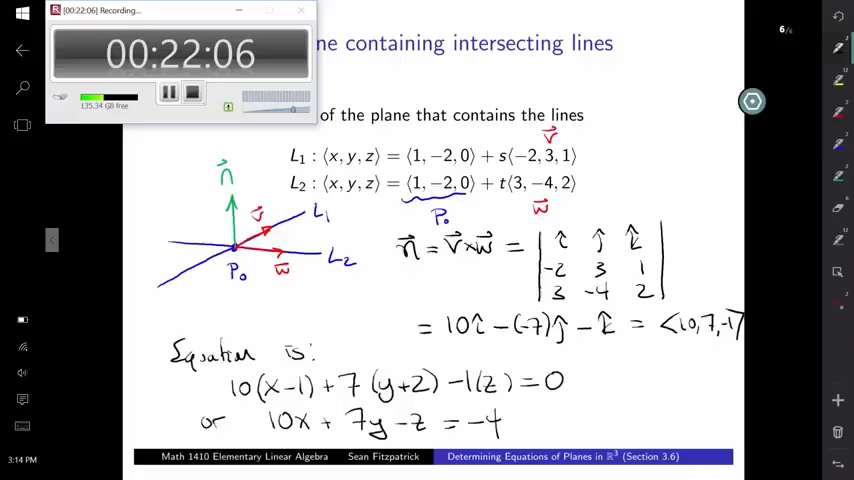 [00:22:06] Recording...
00:22:06
135.34 GB free
ne containing intersecting lines
6/6
of the plane that contains the lines
v⃗
L₁ : ⟨x, y, z⟩ = ⟨1, −2, 0⟩ + s⟨−2, 3, 1⟩
L₂ : ⟨x, y, z⟩ = ⟨1, −2, 0⟩ + t⟨3, −4, 2⟩
P₀ w⃗
n⃗
v⃗ L₁
L₂
P₀ w⃗
n⃗ = v⃗ × w⃗ = | î ĵ k̂ |
| −2 3 1 |
| 3 −4 2 |
= 10î − (−7)ĵ − k̂ = ⟨10, 7, −1⟩
Equation is:
10(x−1) + 7(y+2) −1(z) = 0
or 10x + 7y − z = −4
3:14 PM
Math 1410 Elementary Linear Algebra Sean Fitzpatrick Determining Equations of Planes in ℝ³ (Section 3.6)